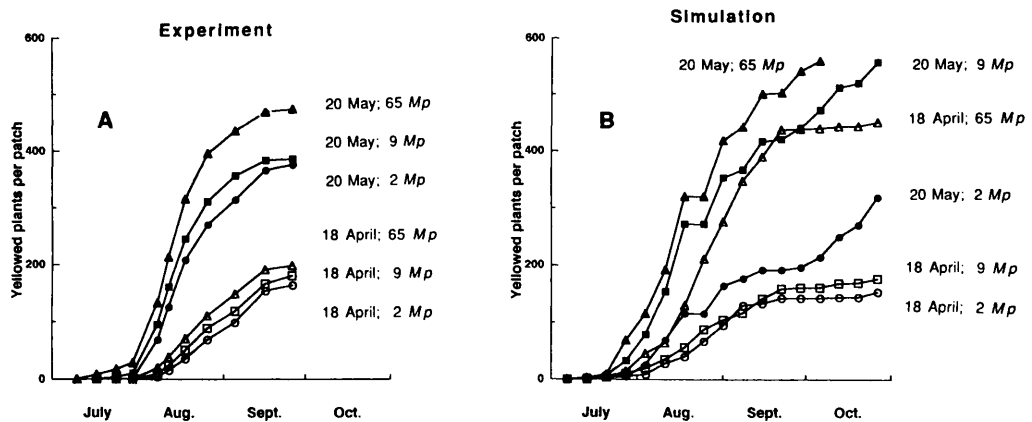 Experiment
600
400
200
0
Yellowed plants per patch
A
20 May; 65 Mp
20 May; 9 Mp
20 May; 2 Mp
18 April; 65 Mp
18 April; 9 Mp
18 April; 2 Mp
July Aug. Sept. Oct.
Simulation
600
400
200
0
Yellowed plants per patch
B
20 May; 65 Mp
20 May; 9 Mp
18 April; 65 Mp
20 May; 2 Mp
18 April; 9 Mp
18 April; 2 Mp
July Aug. Sept. Oct.